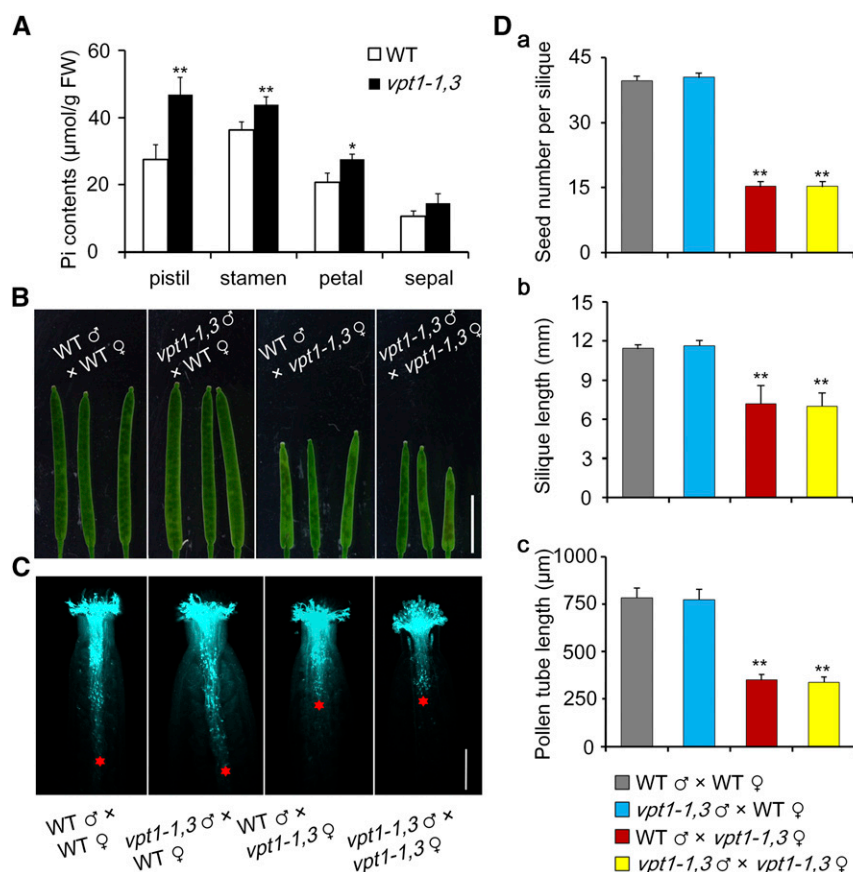 A
Pi contents (μmol/g FW)
60
40
20
0
WT
vpt1-1,3
**
**
*
pistil stamen petal sepal
B
WT ♂
× WT ♀
vpt1-1,3 ♂
× WT ♀
WT ♂
× vpt1-1,3 ♀
vpt1-1,3 ♂
× vpt1-1,3 ♀
C
WT ♂ ×
WT ♀
vpt1-1,3 ♂ ×
WT ♀
WT ♂ ×
vpt1-1,3 ♀
vpt1-1,3 ♂ ×
vpt1-1,3 ♀
D
a
Seed number per silique
45
30
15
0
**
**
b
Silique length (mm)
15
12
9
6
3
0
**
**
c
Pollen tube length (μm)
1000
750
500
250
0
**
**
WT ♂ × WT ♀
vpt1-1,3 ♂ × WT ♀
WT ♂ × vpt1-1,3 ♀
vpt1-1,3 ♂ × vpt1-1,3 ♀